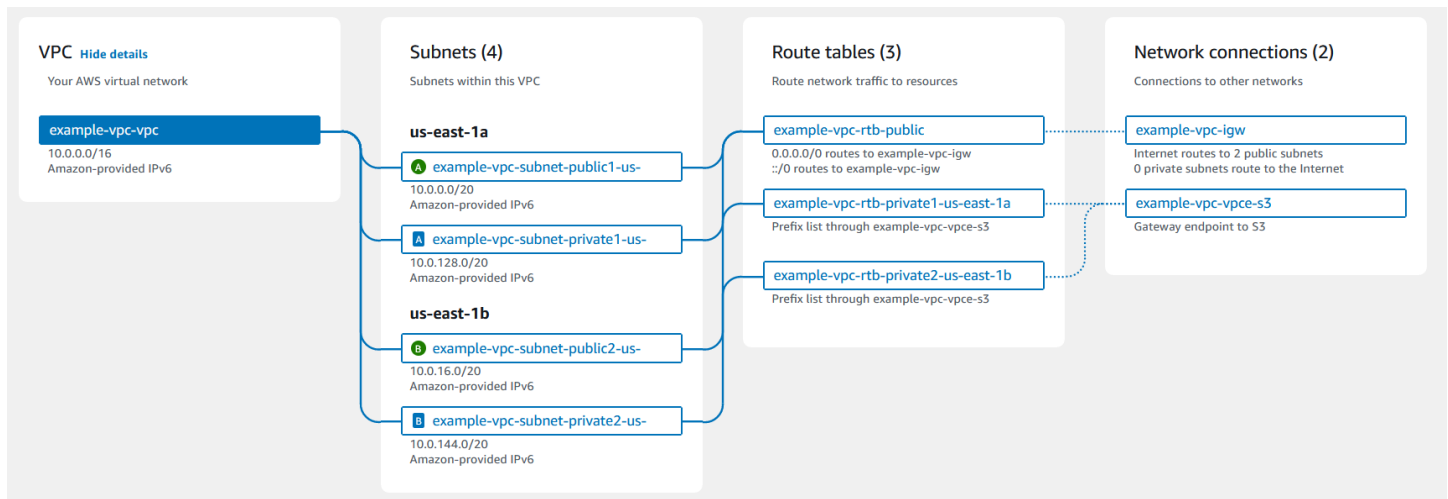 VPC Hide details
Your AWS virtual network
example-vpc-vpc
10.0.0.0/16
Amazon-provided IPv6
Subnets (4)
Subnets within this VPC
us-east-1a
A example-vpc-subnet-public1-us-
10.0.0.0/20
Amazon-provided IPv6
A example-vpc-subnet-private1-us-
10.0.128.0/20
Amazon-provided IPv6
us-east-1b
B example-vpc-subnet-public2-us-
10.0.16.0/20
Amazon-provided IPv6
B example-vpc-subnet-private2-us-
10.0.144.0/20
Amazon-provided IPv6
Route tables (3)
Route network traffic to resources
example-vpc-rtb-public
0.0.0.0/0 routes to example-vpc-igw
::/0 routes to example-vpc-igw
example-vpc-rtb-private1-us-east-1a
Prefix list through example-vpc-vpce-s3
example-vpc-rtb-private2-us-east-1b
Prefix list through example-vpc-vpce-s3
Network connections (2)
Connections to other networks
example-vpc-igw
Internet routes to 2 public subnets
0 private subnets route to the Internet
example-vpc-vpce-s3
Gateway endpoint to S3